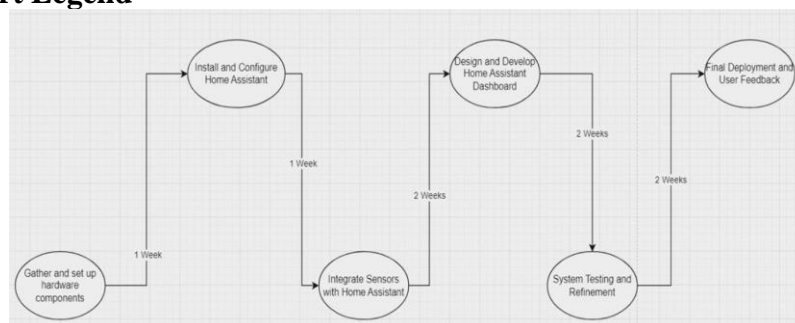 Legend
Install and Configure
Home Assistant
Design and Develop
Home Assistant
Dashboard
Final Deployment and
User Feedback
2 Weeks
1 Week
2 Weeks
2 Weeks
1 Week
Gather and set up
hardware
components
Integrate Sensors
with Home Assistant
System Testing and
Refinement